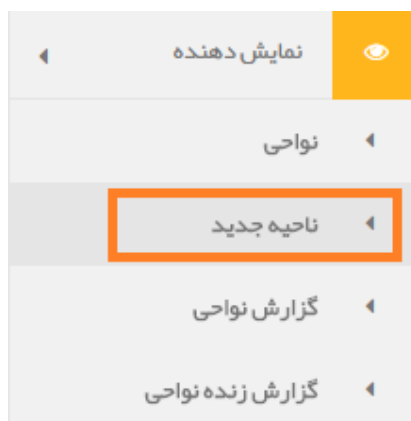 نمایش دهنده
نواحی
ناحیه جدید
گزارش نواحی
گزارش زنده نواحی